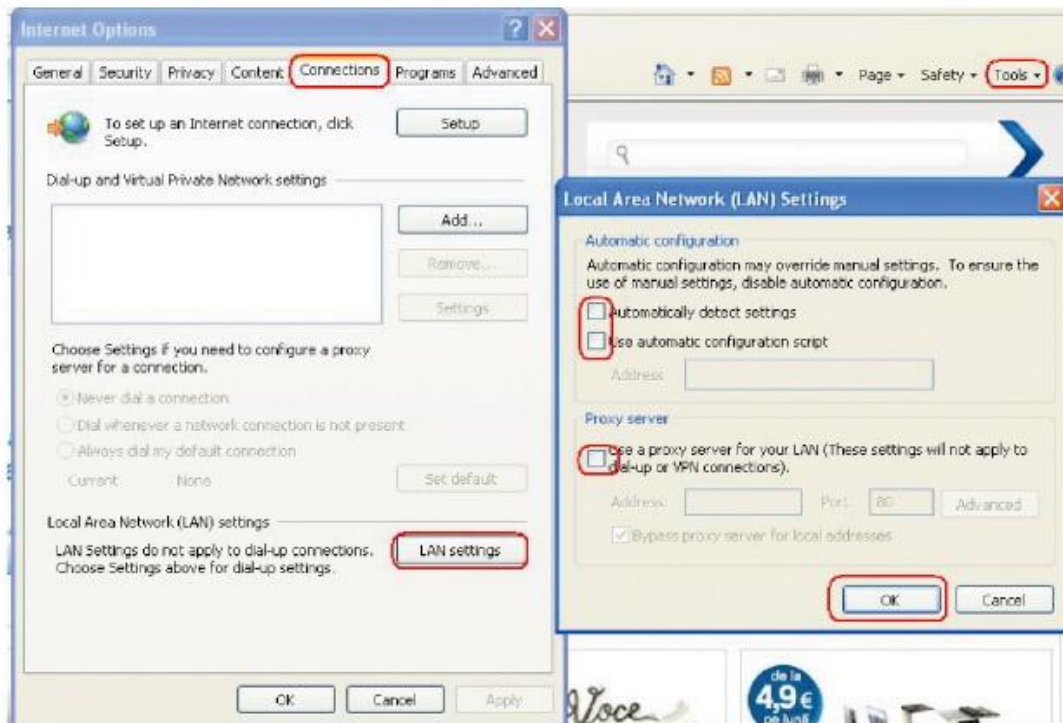 Internet Options
General Security Privacy Content Connections Programs Advanced
To set up an Internet connection, click
Setup.
Setup
Dial-up and Virtual Private Network settings
Add...
Remove...
Settings
Choose Settings if you need to configure a proxy
server for a connection.
Never dial a connection
Dial whenever a network connection is not present
Always dial my default connection
Current None
Set default
Local Area Network (LAN) settings
LAN Settings do not apply to dial-up connections.
Choose Settings above for dial-up settings.
LAN settings
OK Cancel Apply
Page Safety Tools
Local Area Network (LAN) Settings
Automatic configuration
Automatic configuration may override manual settings. To ensure the
use of manual settings, disable automatic configuration.
Automatically detect settings
Use automatic configuration script
Address
Proxy server
Use a proxy server for your LAN (These settings will not apply to
dial-up or VPN connections).
Address: Port: 80 Advanced
Bypass proxy server for local addresses
OK Cancel
Voce
de la
4,9€
pe lună